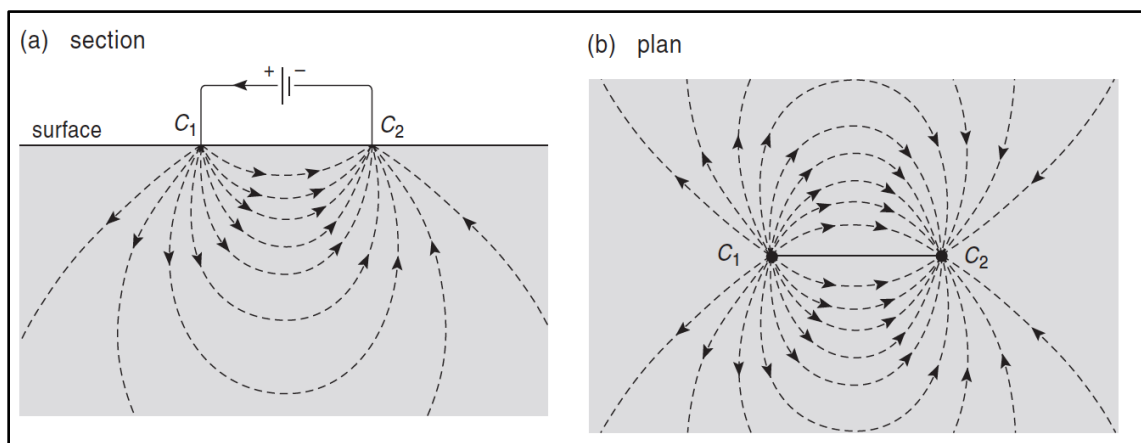 (a) section
+ −
surface
C1 C2
(b) plan
C1 C2